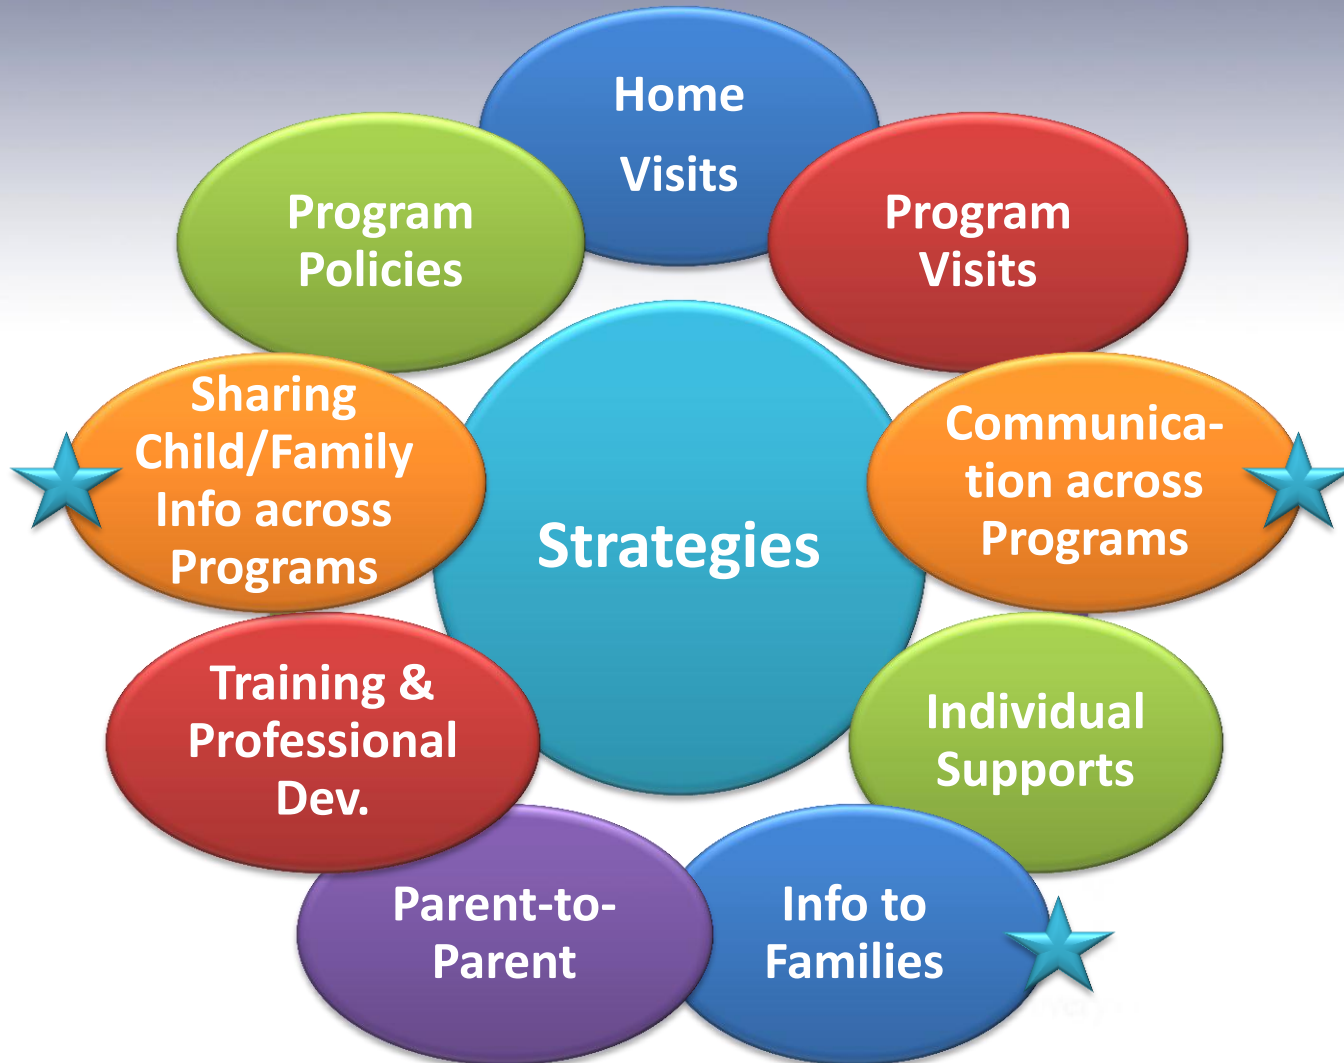 Home
Visits
Program
Policies
Program
Visits
Sharing
Child/Family
Info across
Programs
Communica-
tion across
Programs
Strategies
Training &
Professional
Dev.
Individual
Supports
Parent-to-
Parent
Info to
Families